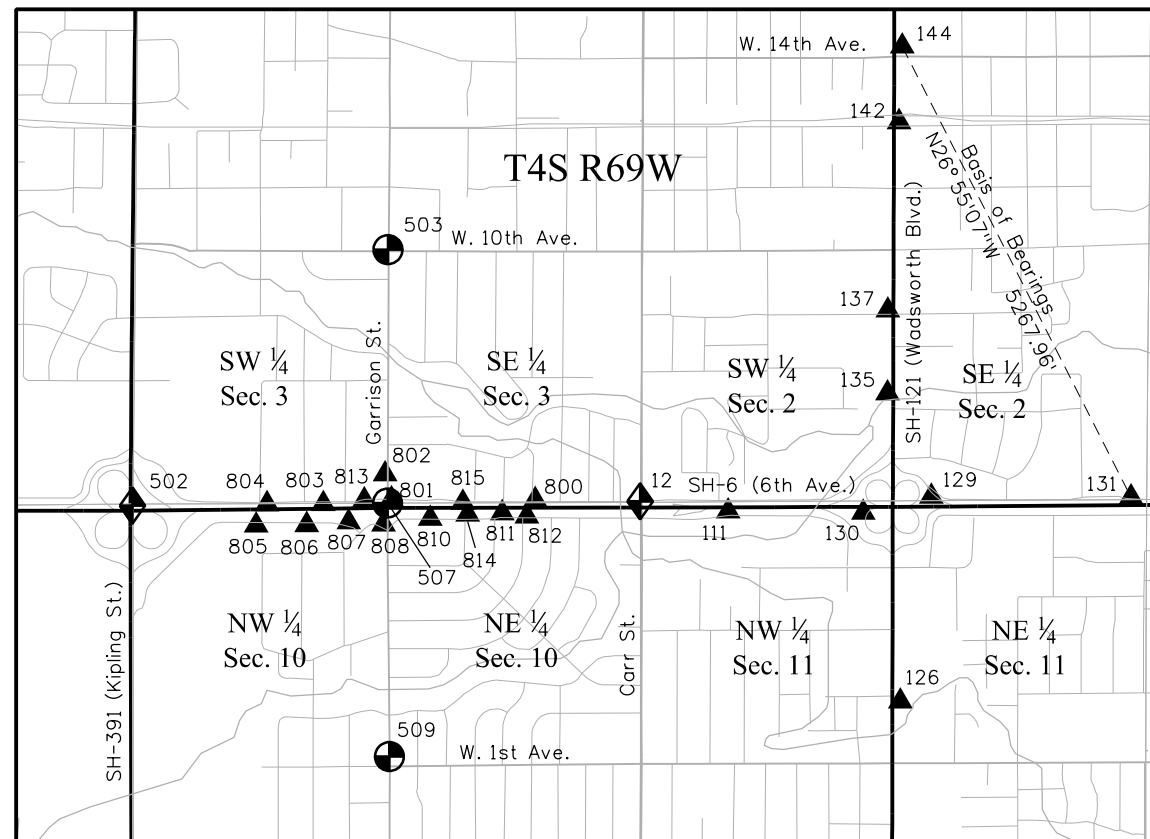 W. 14th Ave.
144
142
T4S R69W
Basis of Bearings
N26° 55'07"W 5267.96'
503
W. 10th Ave.
137
SH-121 (Wadsworth Blvd.)
Garrison St.
SW ¼
Sec. 3
SE ¼
Sec. 3
SW ¼
Sec. 2
SE ¼
Sec. 2
135
802
502
804
803
813
801
815
800
12
SH-6 (6th Ave.)
129
131
805
806
807
808
810
814
811
812
111
130
507
SH-391 (Kipling St.)
NW ¼
Sec. 10
NE ¼
Sec. 10
Carr St.
NW ¼
Sec. 11
NE ¼
Sec. 11
126
509
W. 1st Ave.